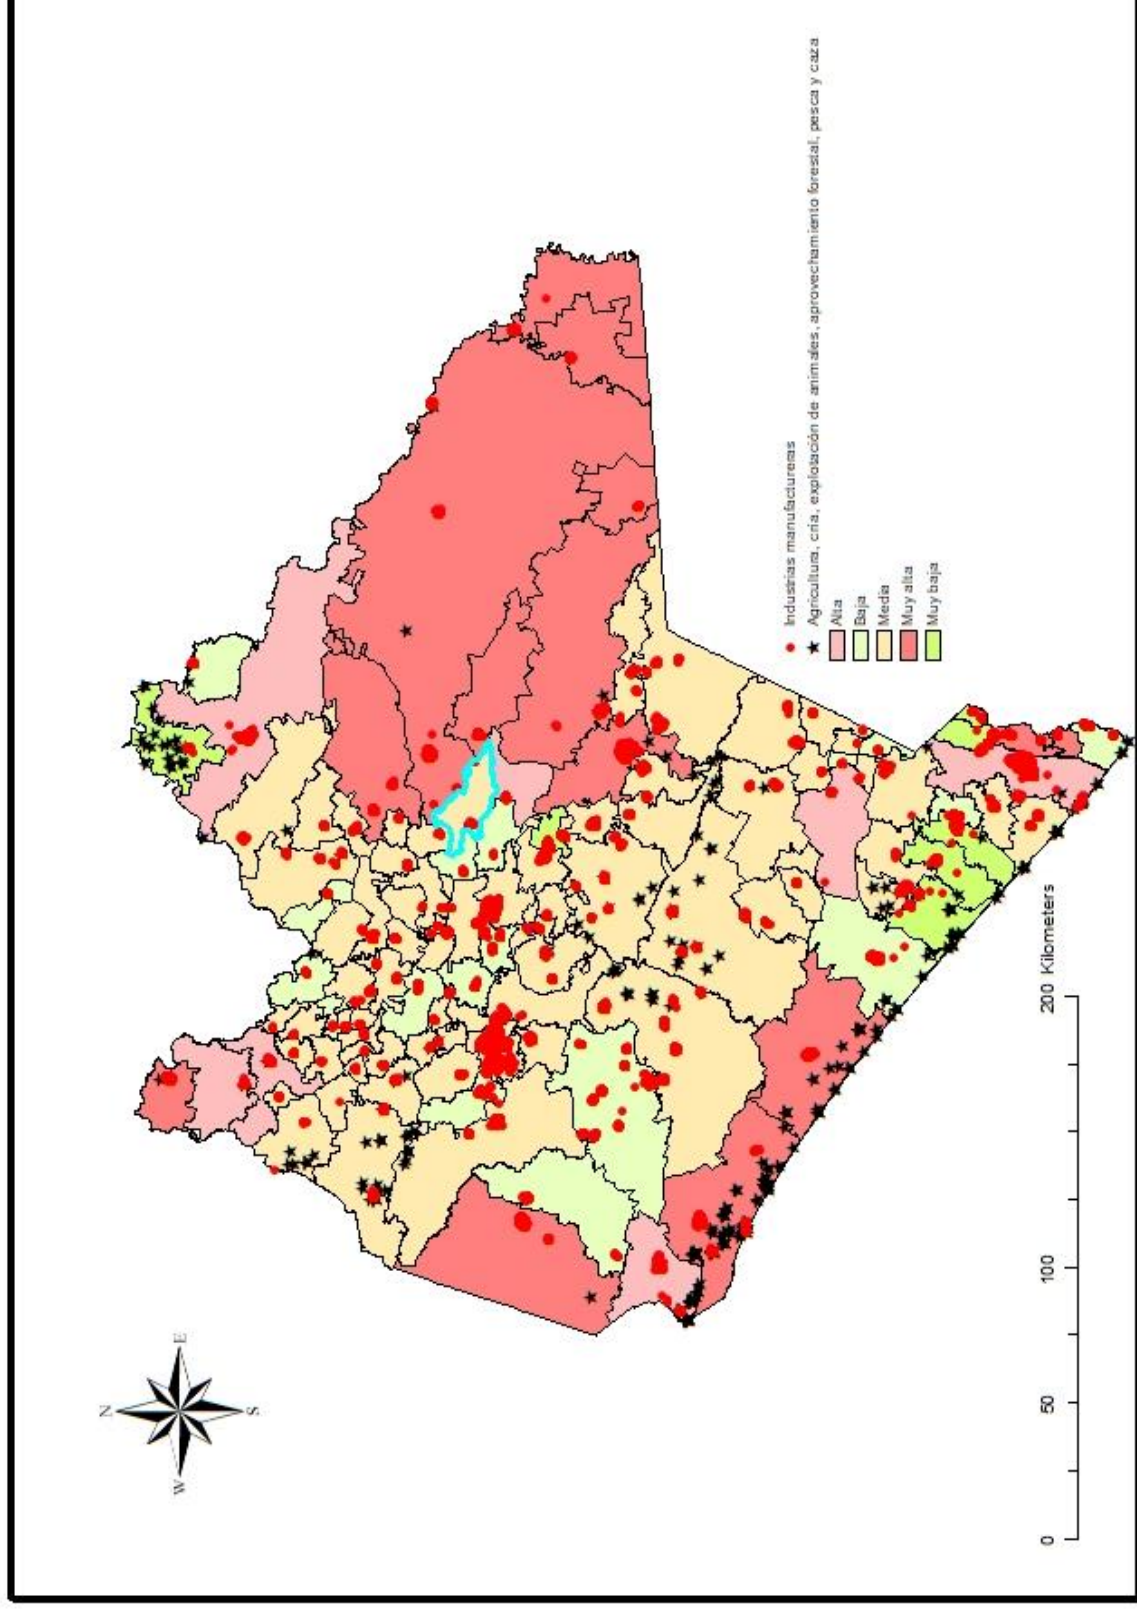 N
W
E
S
Industrias manufactureras
Agricultura, cria, explotación de animales, aprovechamiento forestal, pesca y caza
Alta
Baja
Media
Muy alta
Muy baja
0
50
100
200 Kilometers